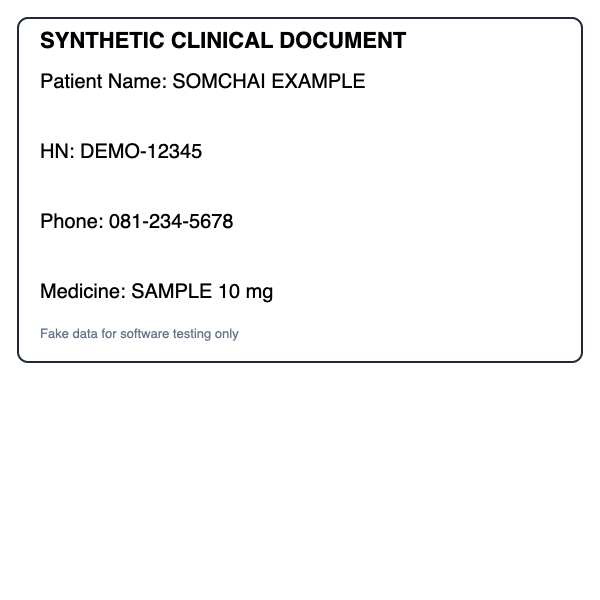 SYNTHETIC CLINICAL DOCUMENT
Patient Name: SOMCHAI EXAMPLE
HN: DEMO-12345
Phone: 081-234-5678
Medicine: SAMPLE 10 mg
Fake data for software testing only